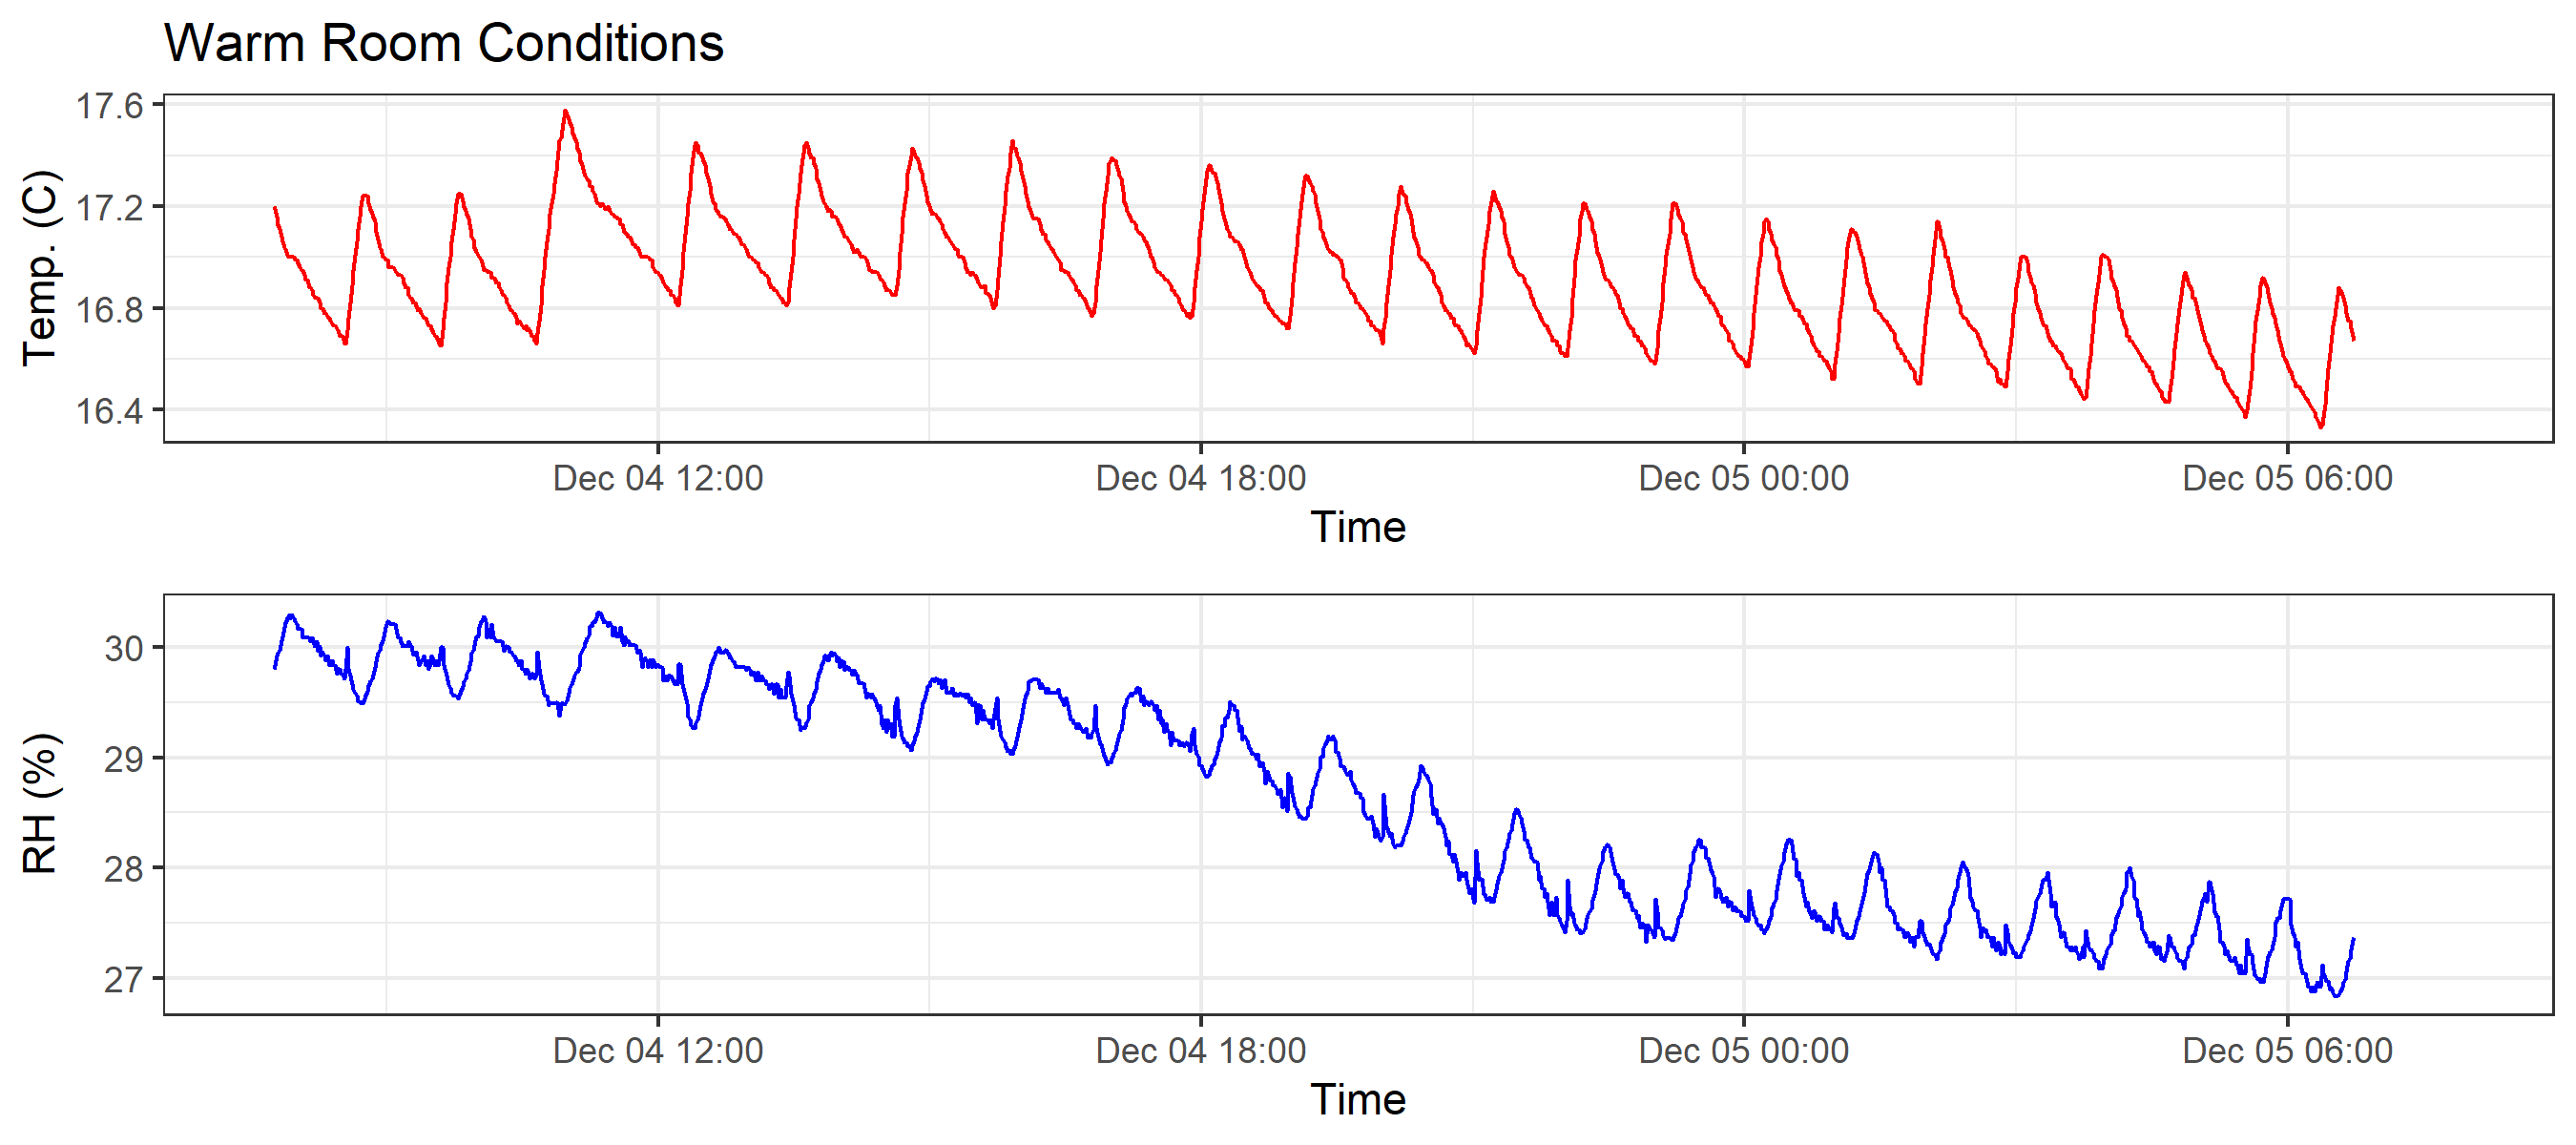 Warm Room Conditions
Temp. (C)
17.6
17.2
16.8
16.4
Dec 04 12:00 Dec 04 18:00 Dec 05 00:00 Dec 05 06:00
Time
RH (%)
30
29
28
27
Dec 04 12:00 Dec 04 18:00 Dec 05 00:00 Dec 05 06:00
Time